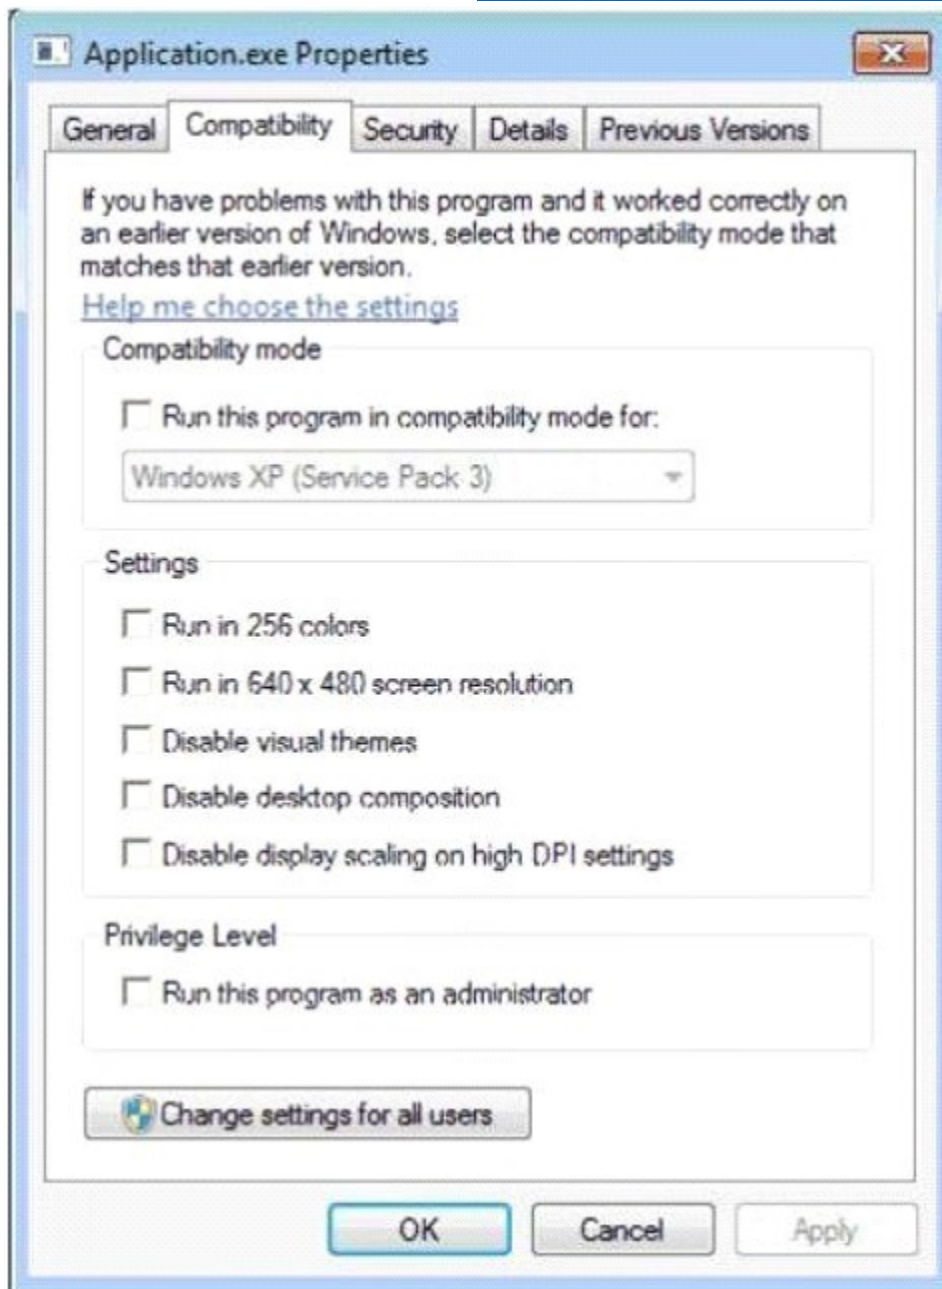 Application.exe Properties
General Compatibility Security Details Previous Versions
If you have problems with this program and it worked correctly on
an earlier version of Windows, select the compatibility mode that
matches that earlier version.
Help me choose the settings
Compatibility mode
Run this program in compatibility mode for:
Windows XP (Service Pack 3)
Settings
Run in 256 colors
Run in 640 x 480 screen resolution
Disable visual themes
Disable desktop composition
Disable display scaling on high DPI settings
Privilege Level
Run this program as an administrator
Change settings for all users
OK Cancel Apply